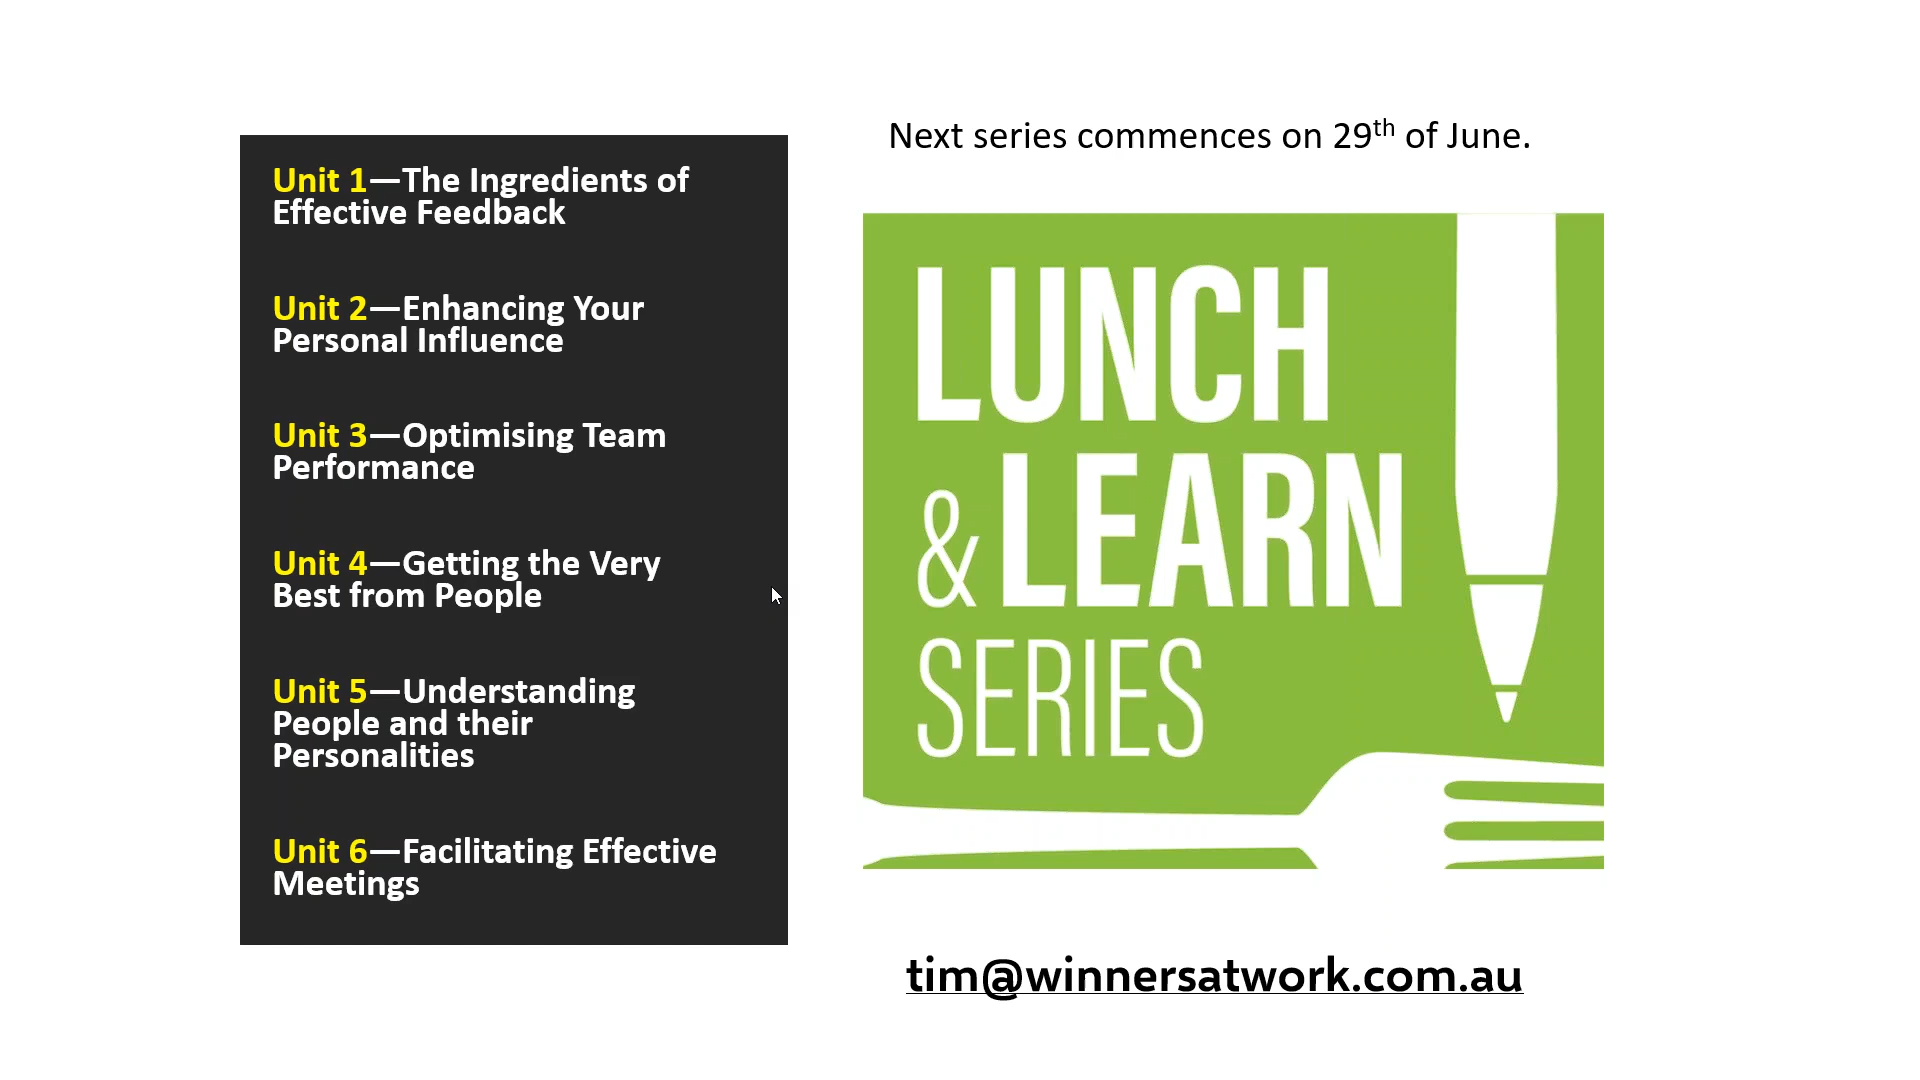 Unit 1—The Ingredients of
Effective Feedback
Unit 2—Enhancing Your
Personal Influence
Unit 3—Optimising Team
Performance
Unit 4—Getting the Very
Best from People
Unit 5—Understanding
People and their
Personalities
Unit 6—Facilitating Effective
Meetings
Next series commences on 29th of June.
LUNCH
& LEARN
SERIES
tim@winnersatwork.com.au